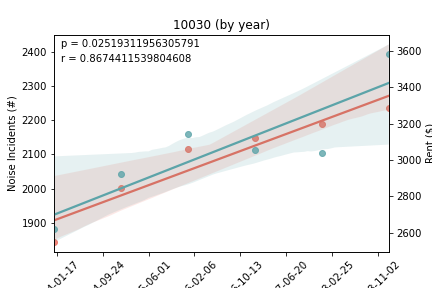 10030 (by year)
p = 0.02519311956305791
r = 0.8674411539804608
Noise Incidents (#)
Rent ($)
2400
2300
2200
2100
2000
1900
3600
3400
3200
3000
2800
2600